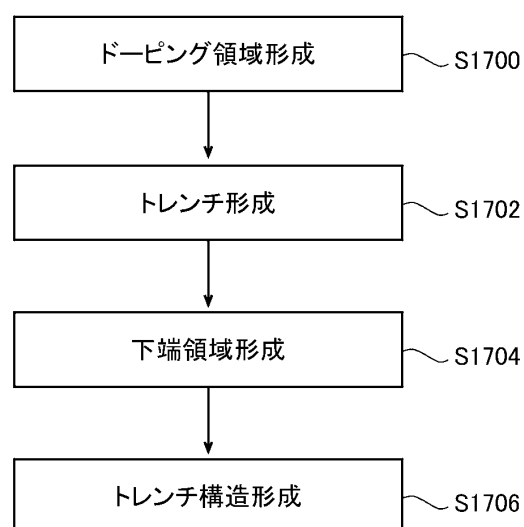 ドーピング領域形成
S1700
トレンチ形成
S1702
下端領域形成
S1704
トレンチ構造形成
S1706